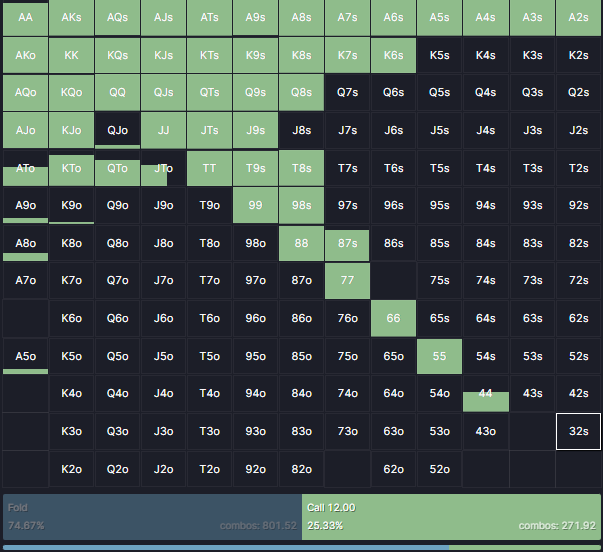 AA AKs AQs AJs ATs A9s A8s A7s A6s A5s A4s A3s A2s
AKo KK KQs KJs KTs K9s K8s K7s K6s K5s K4s K3s K2s
AQo KQo QQ QJs QTs Q9s Q8s Q7s Q6s Q5s Q4s Q3s Q2s
AJo KJo QJo JJ JTs J9s J8s J7s J6s J5s J4s J3s J2s
ATo KTo QTo JTo TT T9s T8s T7s T6s T5s T4s T3s T2s
A9o K9o Q9o J9o T9o 99 98s 97s 96s 95s 94s 93s 92s
A8o K8o Q8o J8o T8o 98o 88 87s 86s 85s 84s 83s 82s
A7o K7o Q7o J7o T7o 97o 87o 77 75s 74s 73s 72s
K6o Q6o J6o T6o 96o 86o 76o 66 65s 64s 63s 62s
A5o K5o Q5o J5o T5o 95o 85o 75o 65o 55 54s 53s 52s
K4o Q4o J4o T4o 94o 84o 74o 64o 54o 44 43s 42s
K3o Q3o J3o T3o 93o 83o 73o 63o 53o 43o 32s
K2o Q2o J2o T2o 92o 82o 62o 52o
Fold Call 12.00
74.67% combos: 801.52 25.33% combos: 271.92